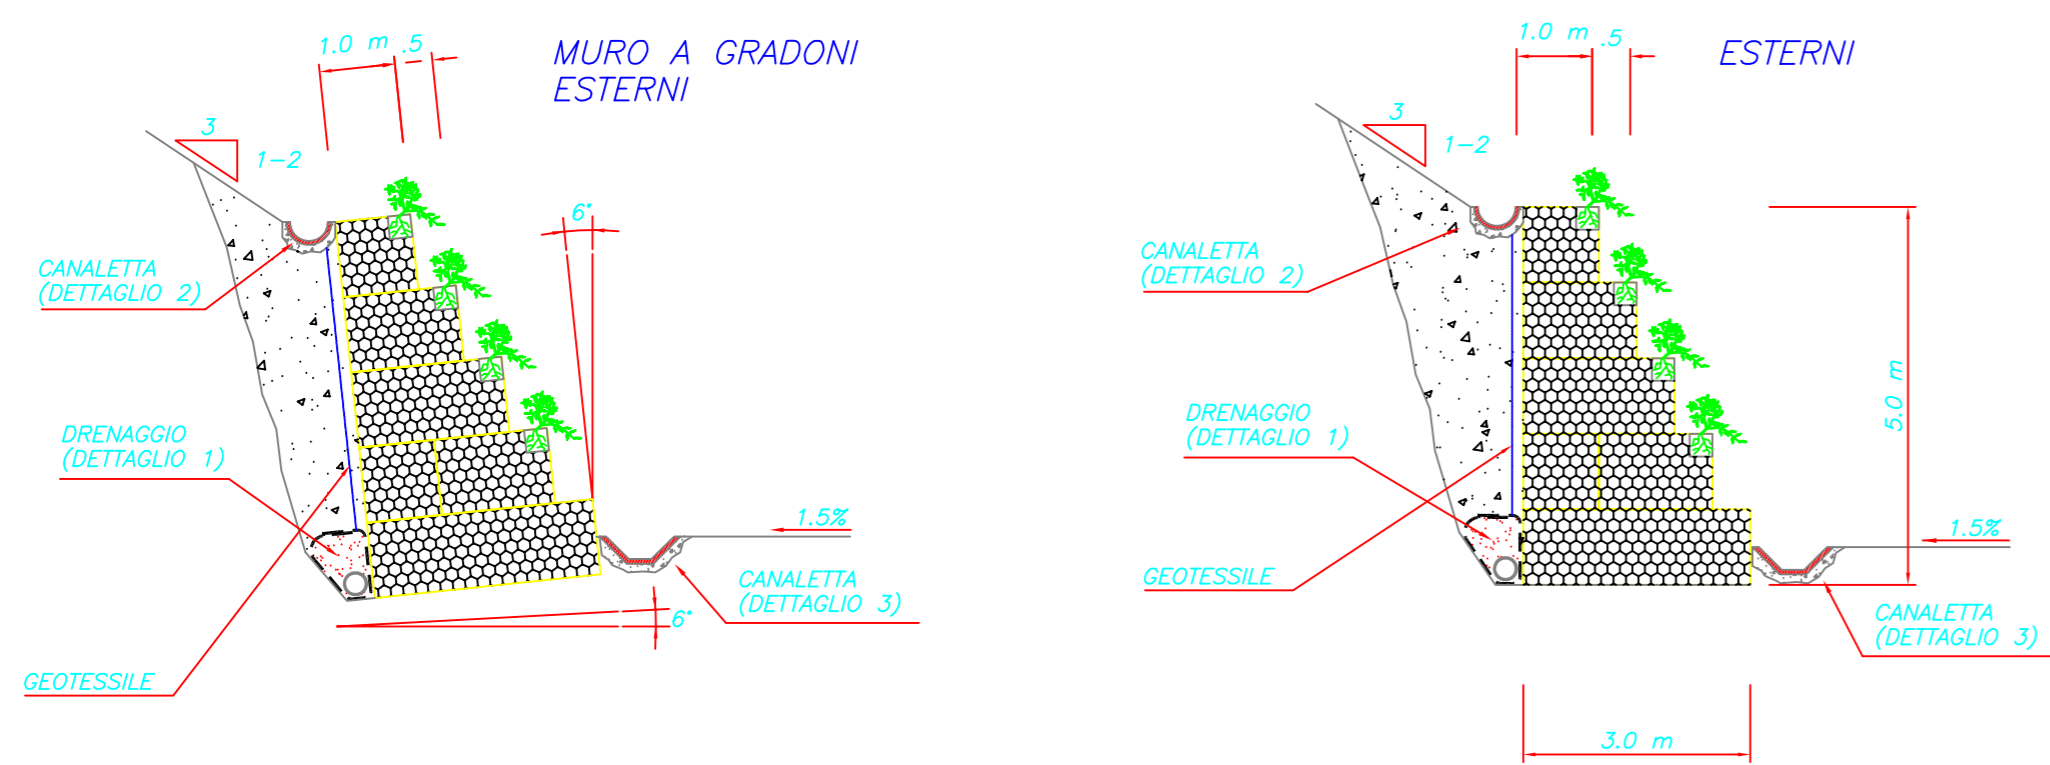 1.0 m .5
MURO A GRADONI
ESTERNI
3
1-2
6°
CANALETTA
(DETTAGLIO 2)
DRENAGGIO
(DETTAGLIO 1)
1.5%
CANALETTA
(DETTAGLIO 3)
6°
GEOTESSILE
1.0 m .5
ESTERNI
3
1-2
CANALETTA
(DETTAGLIO 2)
5.0 m
DRENAGGIO
(DETTAGLIO 1)
1.5%
GEOTESSILE
CANALETTA
(DETTAGLIO 3)
3.0 m